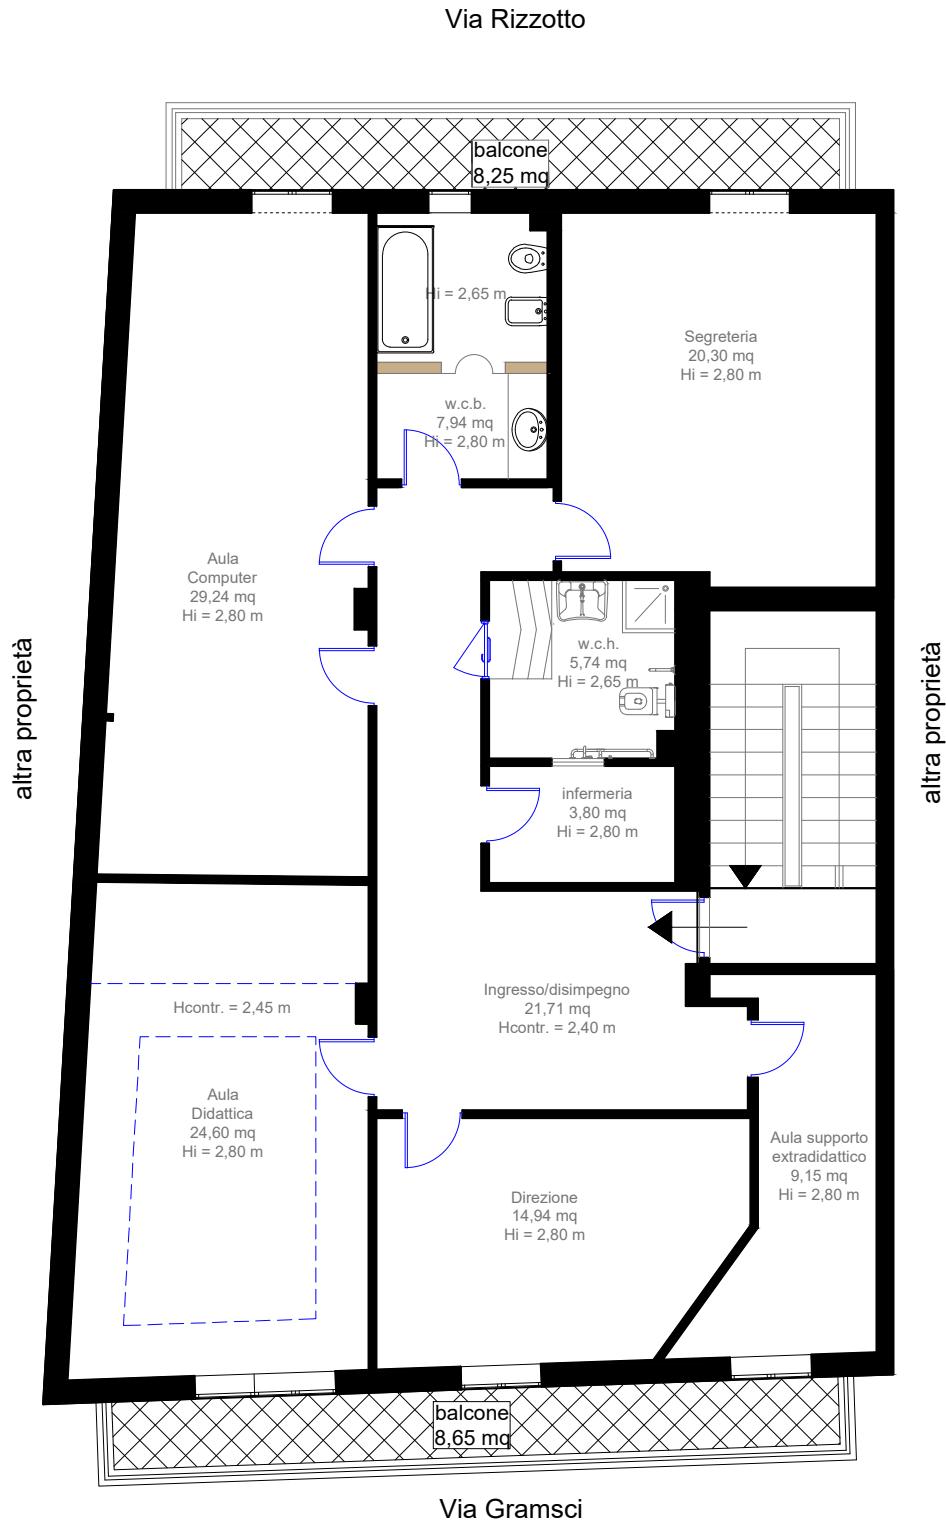 Via Rizzotto
balcone
8,25 mq
Hi = 2,65 m
Segreteria
20,30 mq
Hi = 2,80 m
w.c.b.
7,94 mq
Hi = 2,80 m
Aula
Computer
29,24 mq
Hi = 2,80 m
w.c.h.
5,74 mq
Hi = 2,65 m
altra proprietà
altra proprietà
infermeria
3,80 mq
Hi = 2,80 m
Ingresso/disimpegno
21,71 mq
Hcontr. = 2,40 m
Hcontr. = 2,45 m
Aula
Didattica
24,60 mq
Hi = 2,80 m
Aula supporto
extradidattico
9,15 mq
Hi = 2,80 m
Direzione
14,94 mq
Hi = 2,80 m
balcone
8,65 mq
Via Gramsci